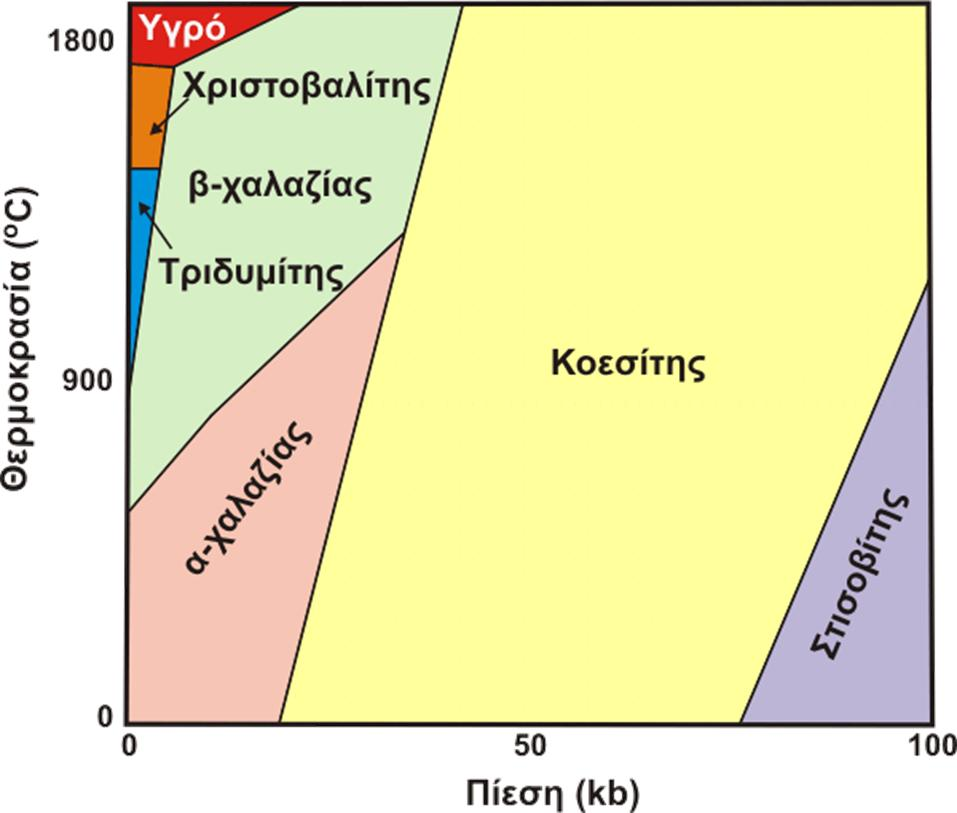 Υγρό
1800
Χριστοβαλίτης
β-χαλαζίας
Τριδυμίτης
Θερμοκρασία (°C)
Κοεσίτης
900
α-χαλαζίας
Στισοβίτης
0
0
50
100
Πίεση (kb)